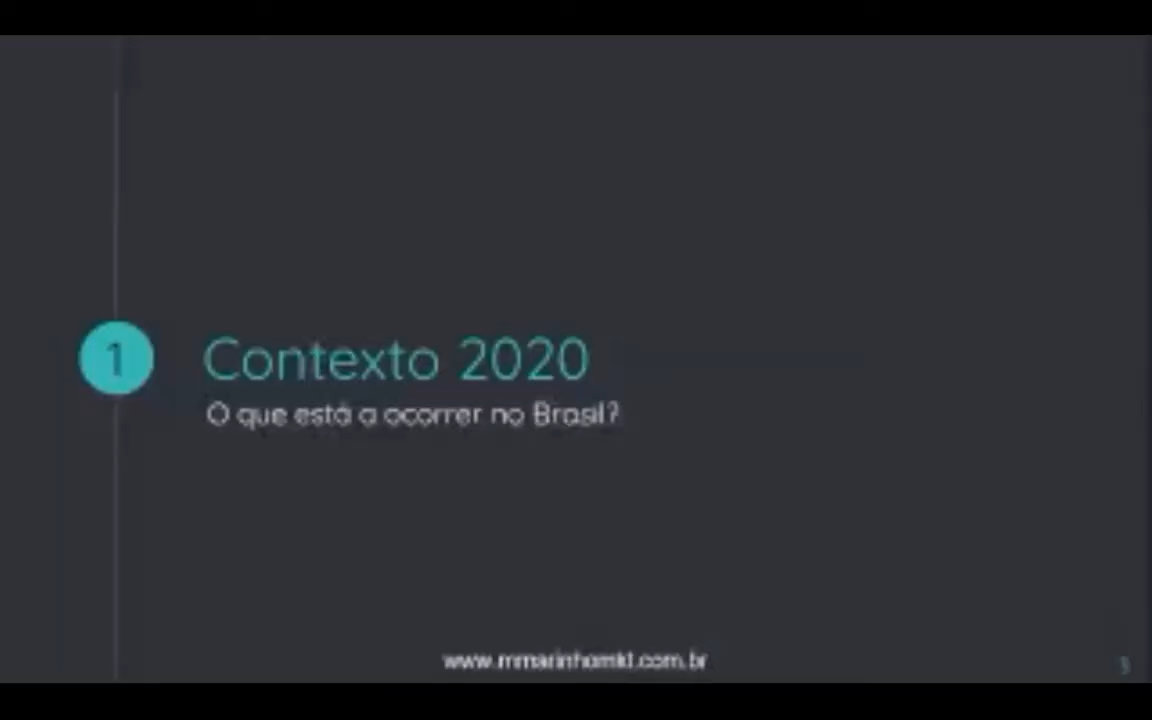 1
Contexto 2020
O que está a ocorrer no Brasil?
www.mmarinhomkt.com.br